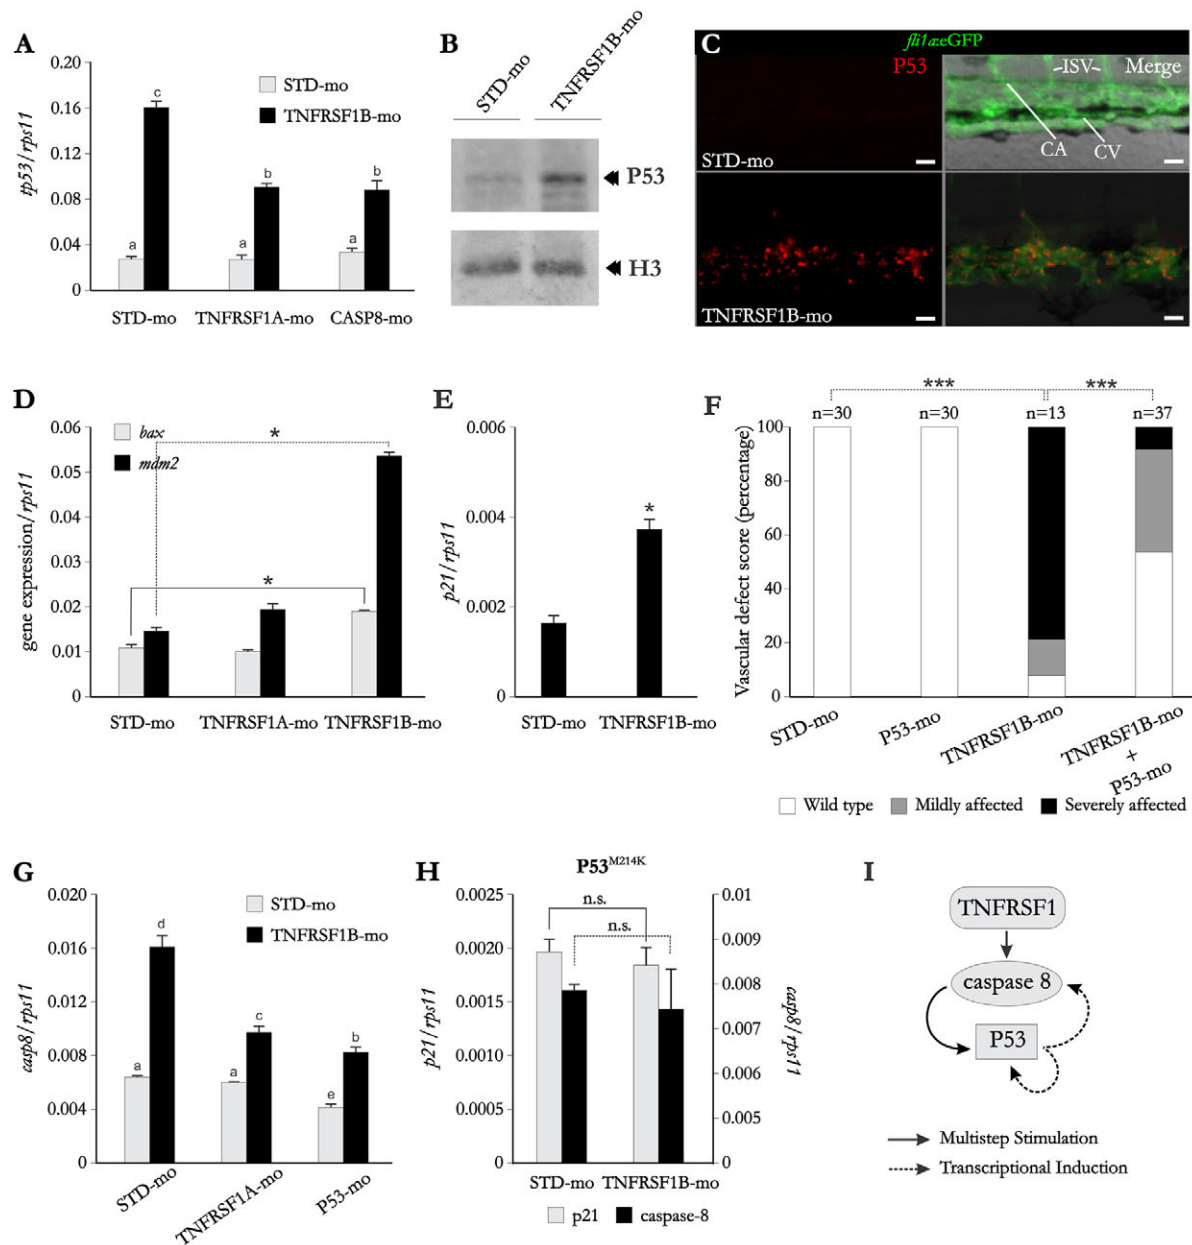 A
tp53/rps11
0.20
0.16
0.12
0.08
0.04
0
STD-mo
TNFRSF1B-mo
a
c
a
b
a
b
STD-mo
TNFRSF1A-mo
CASP8-mo
B
STD-mo
TNFRSF1B-mo
P53
H3
C
fli1a:eGFP
P53
ISV
Merge
STD-mo
CA
CV
TNFRSF1B-mo
D
gene expression/rps11
0.06
0.05
0.04
0.03
0.02
0.01
0
bax
mdm2
*
*
STD-mo
TNFRSF1A-mo
TNFRSF1B-mo
E
p21/rps11
0.006
0.004
0.002
0
*
STD-mo
TNFRSF1B-mo
F
***
***
n=30
n=30
n=13
n=37
Vascular defect score (percentage)
100
80
60
40
20
0
STD-mo
P53-mo
TNFRSF1B-mo
TNFRSF1B-mo
+
P53-mo
Wild type
Mildly affected
Severely affected
G
casp8/rps11
0.020
0.016
0.012
0.008
0.004
0
STD-mo
TNFRSF1B-mo
a
d
a
c
e
b
STD-mo
TNFRSF1A-mo
P53-mo
H
P53M214K
p21/rps11
0.0025
0.0020
0.0015
0.0010
0.0005
0
n.s.
n.s.
0.01
0.009
0.008
0.007
0.006
0.005
0
casp8/rps11
STD-mo
TNFRSF1B-mo
p21
caspase-8
I
TNFRSF1
caspase 8
P53
Multistep Stimulation
Transcriptional Induction